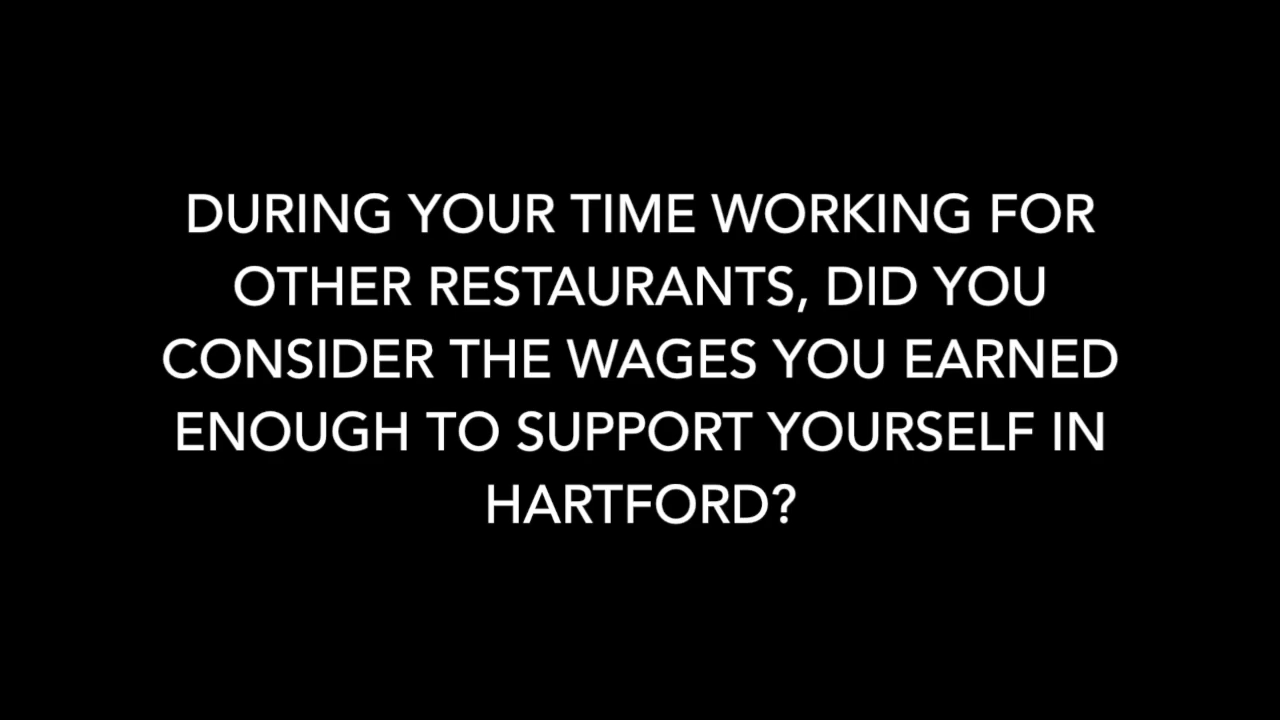 DURING YOUR TIME WORKING FOR
OTHER RESTAURANTS, DID YOU
CONSIDER THE WAGES YOU EARNED
ENOUGH TO SUPPORT YOURSELF IN
HARTFORD?